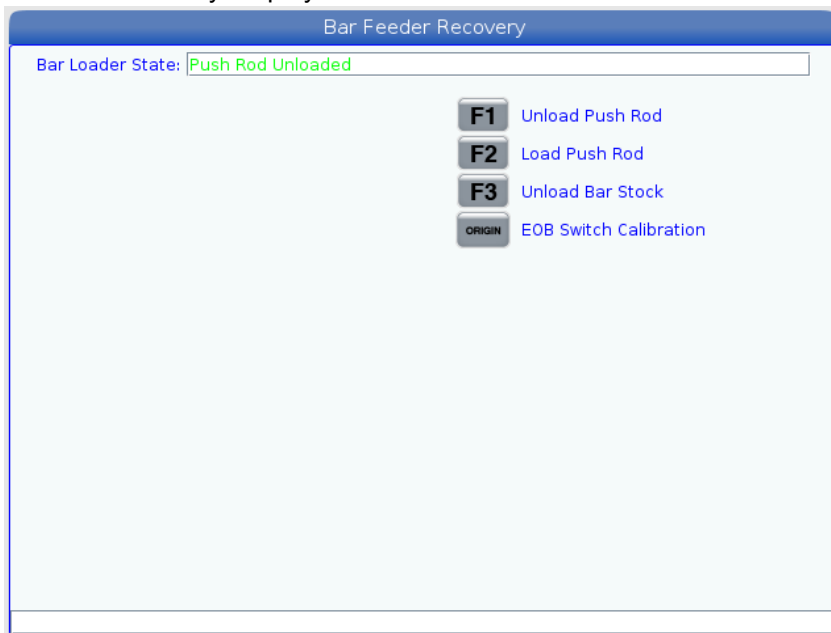 Bar Feeder Recovery
Bar Loader State: Push Rod Unloaded
F1 Unload Push Rod
F2 Load Push Rod
F3 Unload Bar Stock
ORIGIN EOB Switch Calibration